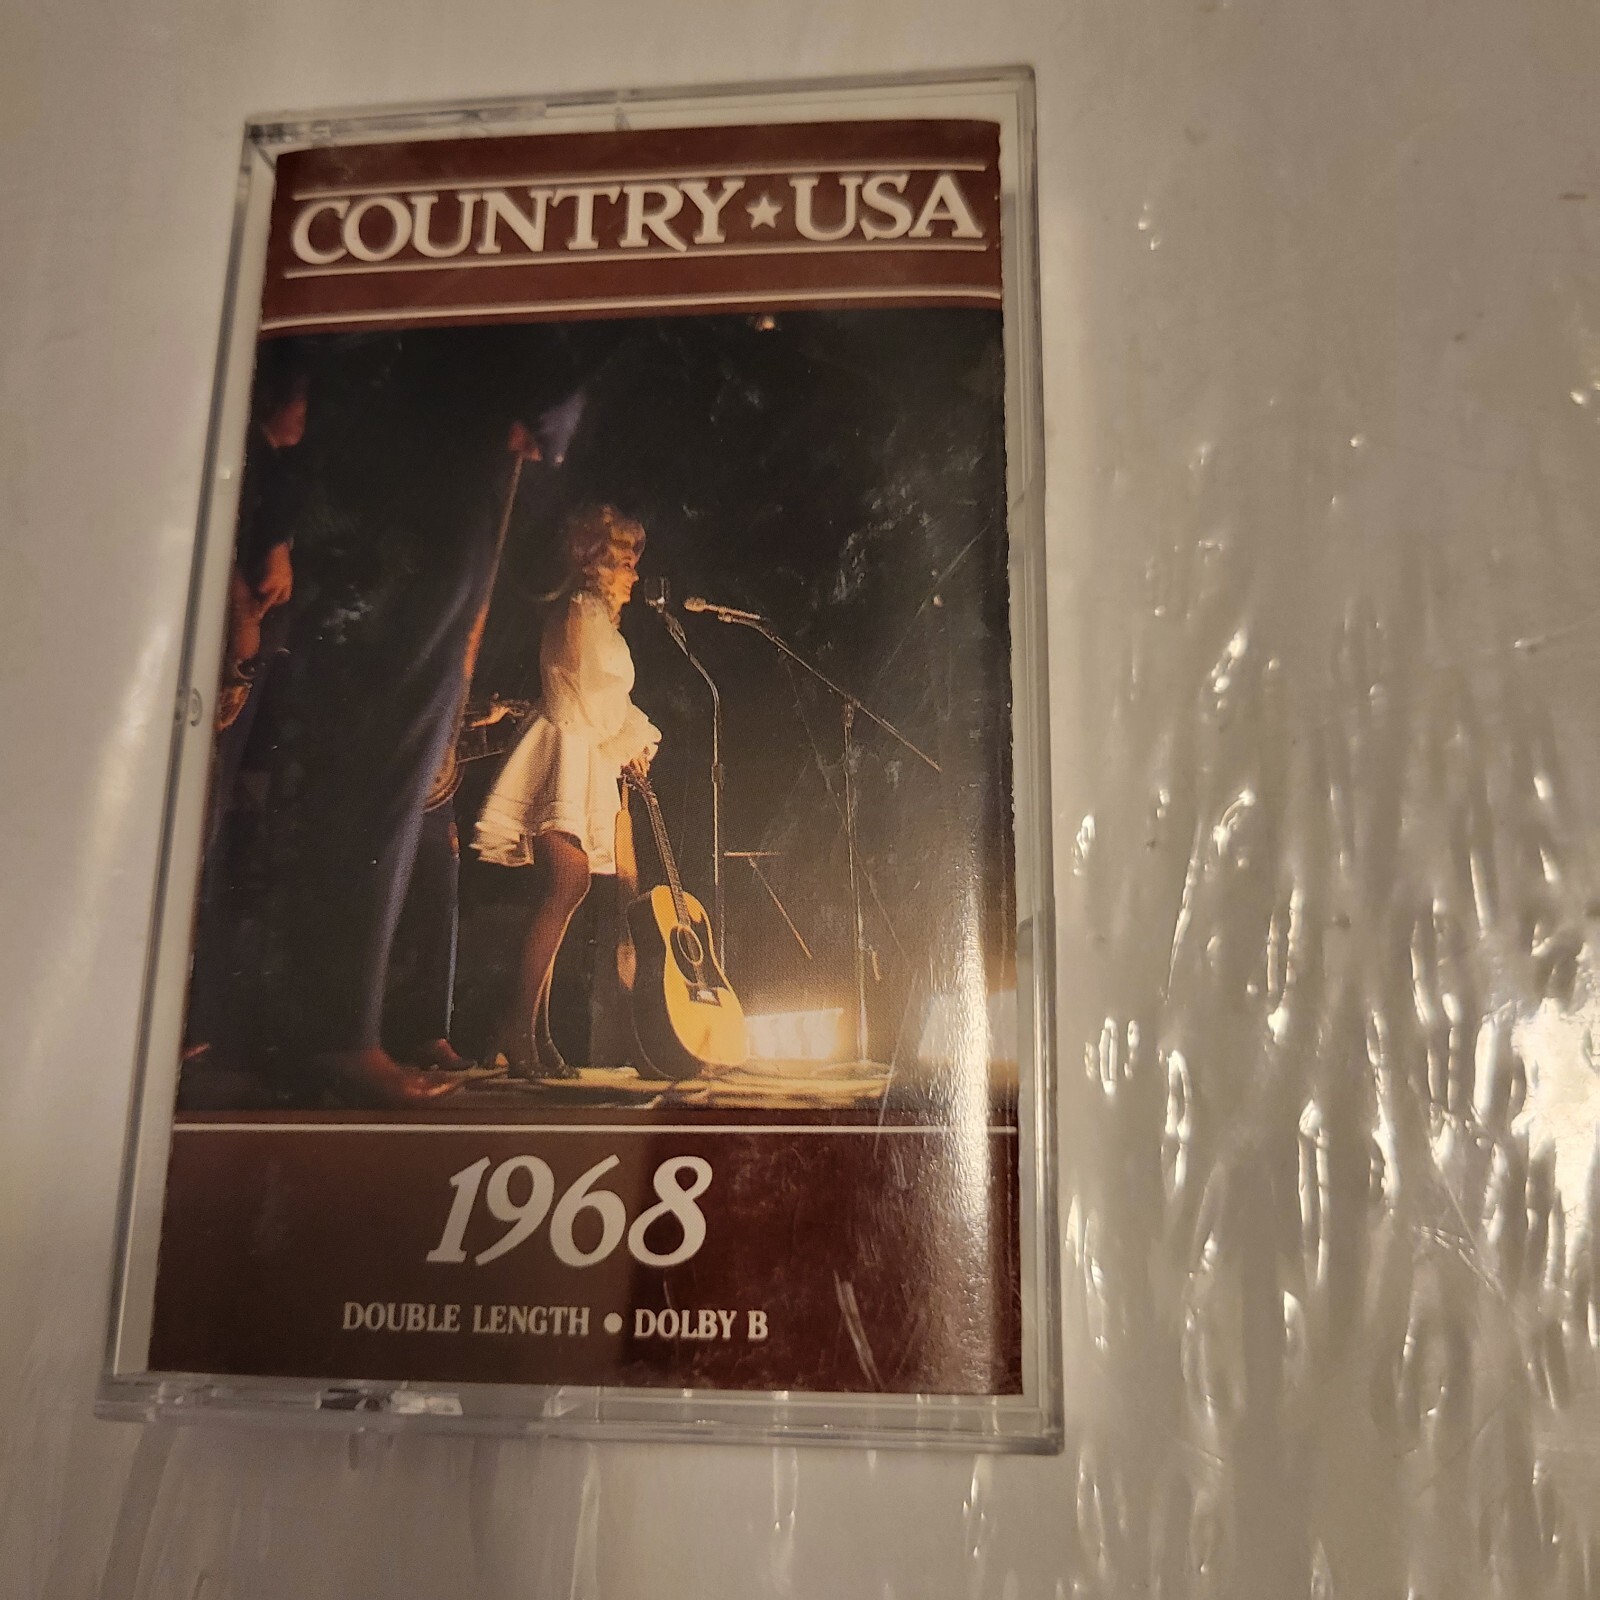 COUNTRY★USA
1968
DOUBLE LENGTH ● DOLBY B